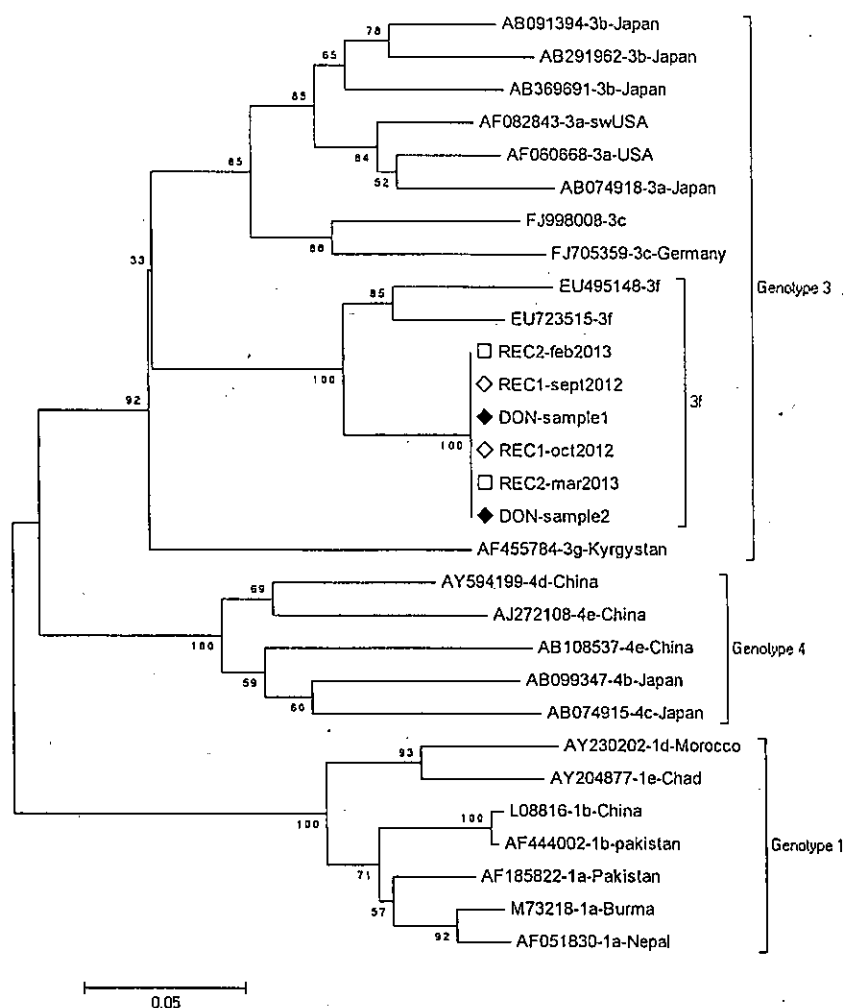 AB091394-3b-Japan
78
AB291962-3b-Japan
65
AB369691-3b-Japan
AF082843-3a-swUSA
84
AF060668-3a-USA
52
AB074918-3a-Japan
FJ998008-3c
FJ705359-3c-Germany
33
Genotype 3
EU495148-3f
85
EU723515-3f
100
REC2-feb2013
REC1-sept2012
DON-sample1
100
REC1-oct2012
REC2-mar2013
DON-sample2
3f
92
AF455784-3g-Kyrgystan
AY594199-4d-China
AJ272108-4e-China
100
AB108537-4e-China
59
AB099347-4b-Japan
60
AB074915-4c-Japan
Genotype 4
AY230202-1d-Morocco
93
AY204877-1e-Chad
100
L08816-1b-China
100
AF444002-1b-pakistan
71
AF185822-1a-Pakistan
57
M73218-1a-Burma
92
AF051830-1a-Nepal
Genotype 1
0.05